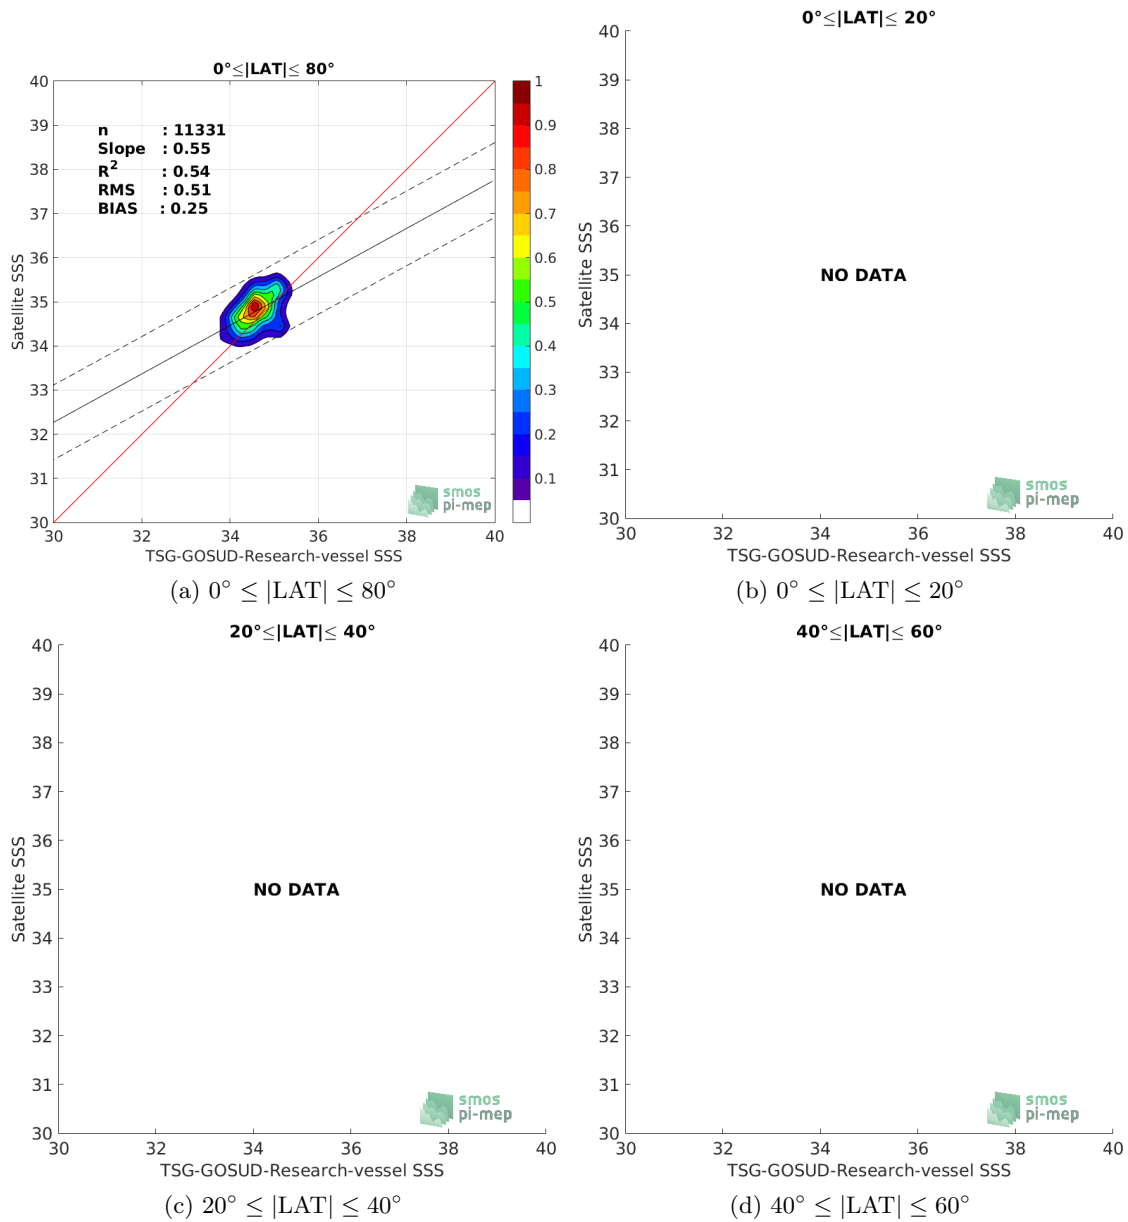 0°≤|LAT|≤ 80°
40
39
38
37
36
35
34
33
32
31
30
Satellite SSS
n : 11331
Slope : 0.55
R2 : 0.54
RMS : 0.51
BIAS : 0.25
smos
pi-mep
30 32 34 36 38 40
TSG-GOSUD-Research-vessel SSS
1
0.9
0.8
0.7
0.6
0.5
0.4
0.3
0.2
0.1
(a) 0° ≤ |LAT| ≤ 80°
0°≤|LAT|≤ 20°
40
39
38
37
36
35
34
33
32
31
30
Satellite SSS
NO DATA
smos
pi-mep
30 32 34 36 38 40
TSG-GOSUD-Research-vessel SSS
(b) 0° ≤ |LAT| ≤ 20°
20°≤|LAT|≤ 40°
40
39
38
37
36
35
34
33
32
31
30
Satellite SSS
NO DATA
smos
pi-mep
30 32 34 36 38 40
TSG-GOSUD-Research-vessel SSS
(c) 20° ≤ |LAT| ≤ 40°
40°≤|LAT|≤ 60°
40
39
38
37
36
35
34
33
32
31
30
Satellite SSS
NO DATA
smos
pi-mep
30 32 34 36 38 40
TSG-GOSUD-Research-vessel SSS
(d) 40° ≤ |LAT| ≤ 60°